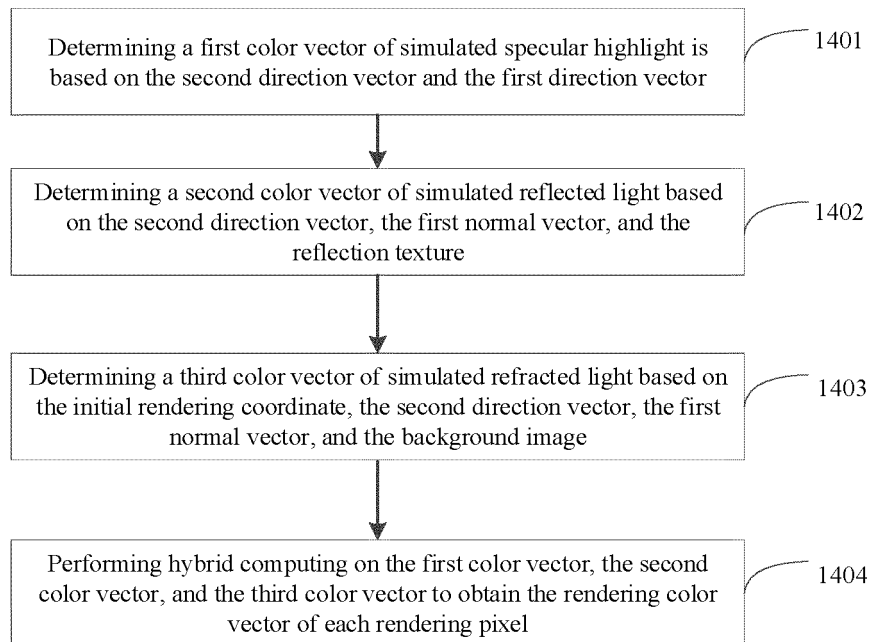 Determining a first color vector of simulated specular highlight is
based on the second direction vector and the first direction vector
1401
Determining a second color vector of simulated reflected light based
on the second direction vector, the first normal vector, and the
reflection texture
1402
Determining a third color vector of simulated refracted light based on
the initial rendering coordinate, the second direction vector, the first
normal vector, and the background image
1403
Performing hybrid computing on the first color vector, the second
color vector, and the third color vector to obtain the rendering color
vector of each rendering pixel
1404